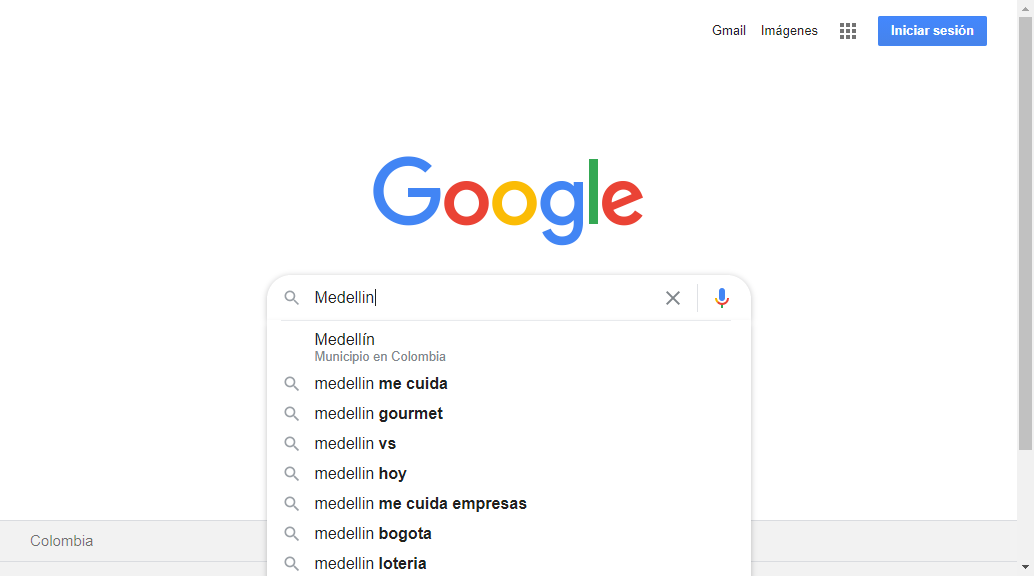 Gmail Imágenes Iniciar sesión
Google
Medellin
Medellín
Municipio en Colombia
medellin me cuida
medellin gourmet
medellin vs
medellin hoy
medellin me cuida empresas
medellin bogota
medellin loteria
Colombia